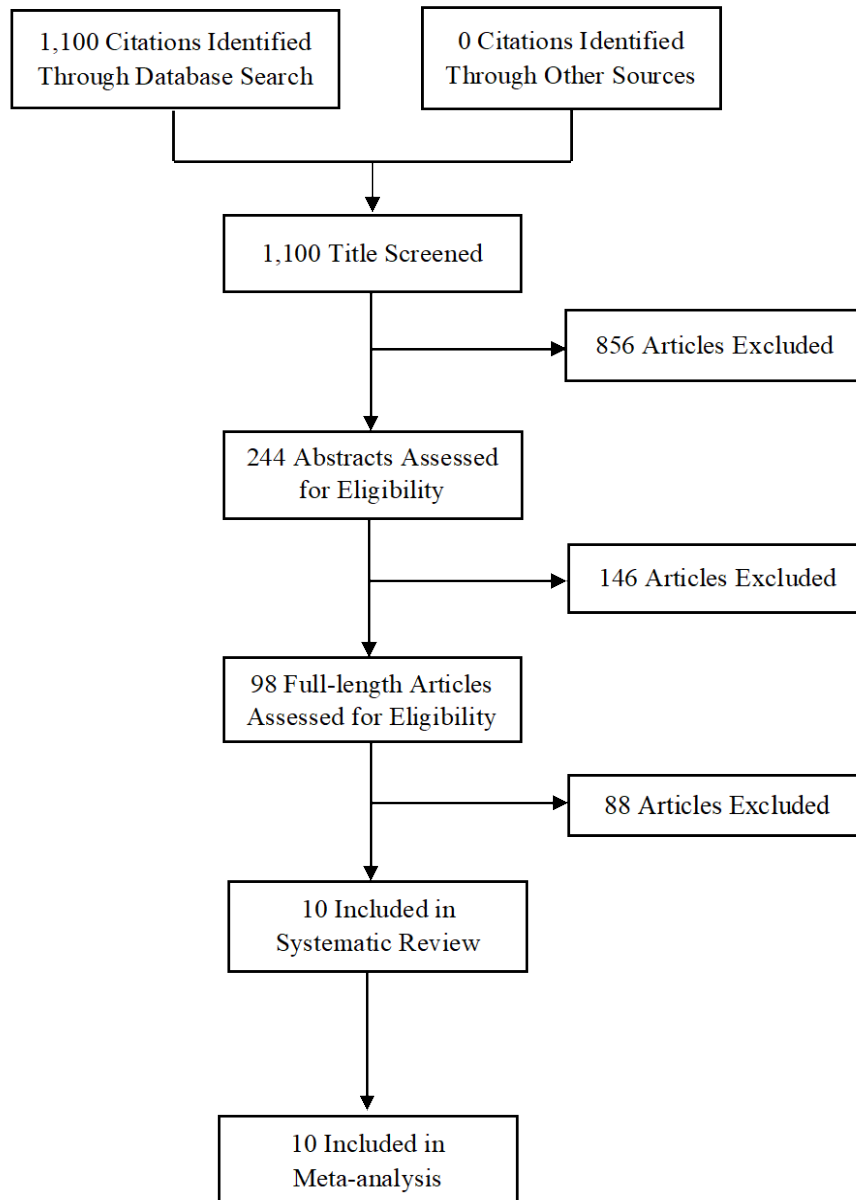 1,100 Citations Identified
Through Database Search
0 Citations Identified
Through Other Sources
1,100 Title Screened
856 Articles Excluded
244 Abstracts Assessed
for Eligibility
146 Articles Excluded
98 Full-length Articles
Assessed for Eligibility
88 Articles Excluded
10 Included in
Systematic Review
10 Included in
Meta-analysis